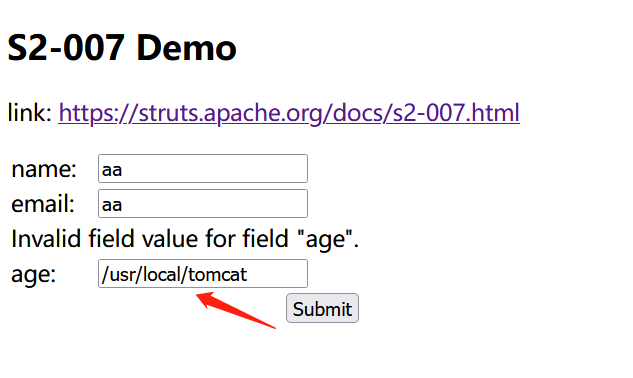 S2-007 Demo
link: https://struts.apache.org/docs/s2-007.html
name: aa
email: aa
Invalid field value for field "age".
age: /usr/local/tomcat
Submit